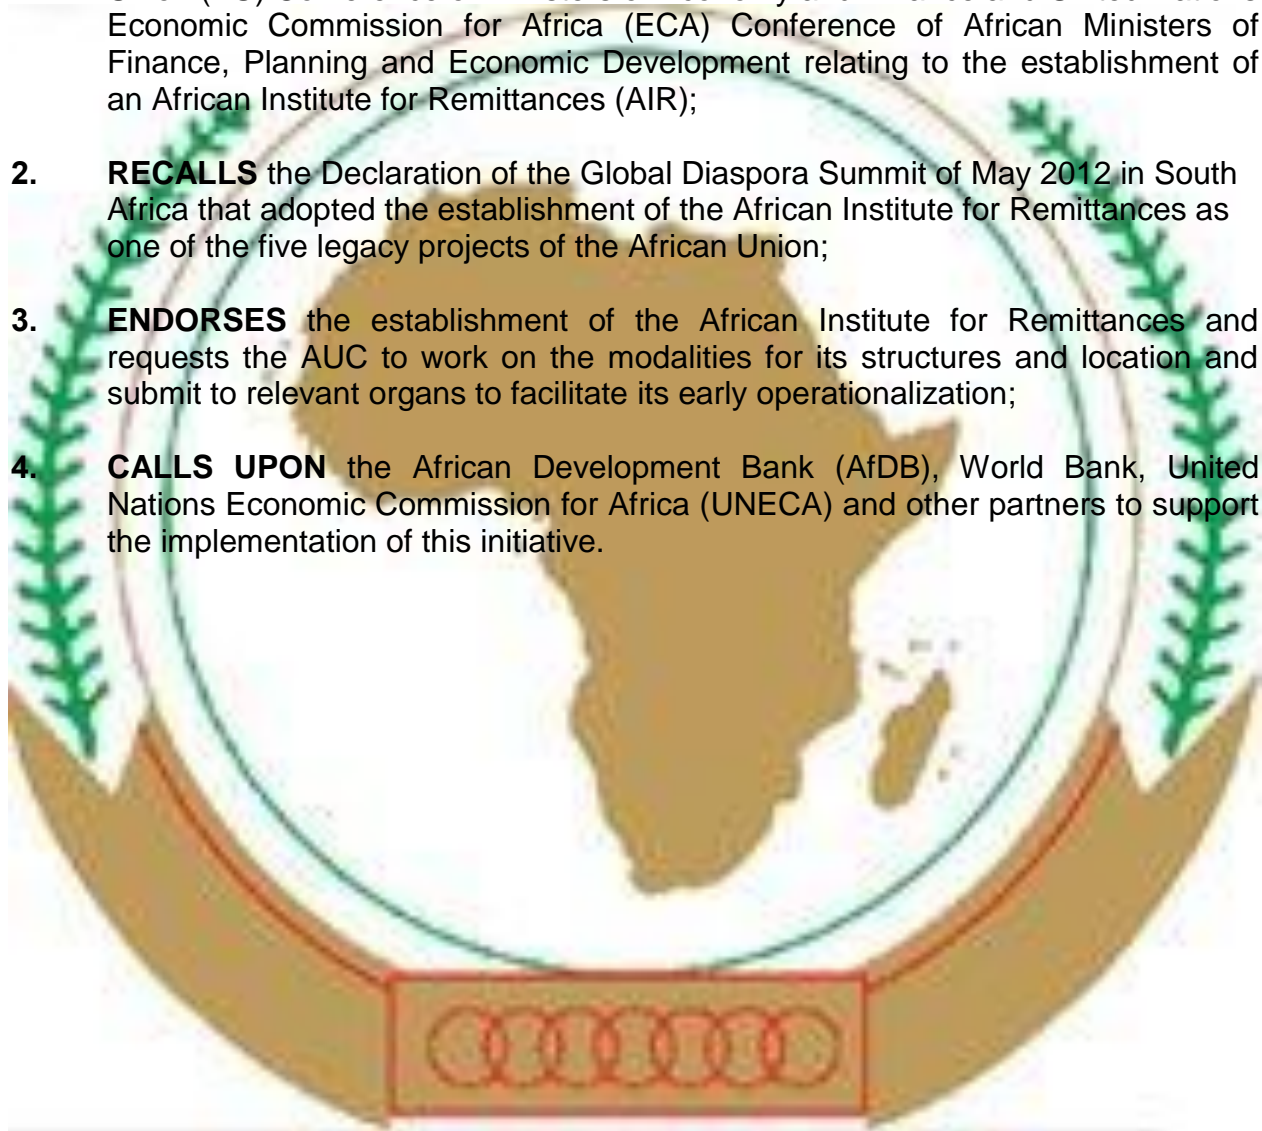 Economic Commission for Africa (ECA) Conference of African Ministers of
Finance, Planning and Economic Development relating to the establishment of
an African Institute for Remittances (AIR);
2. RECALLS the Declaration of the Global Diaspora Summit of May 2012 in South
Africa that adopted the establishment of the African Institute for Remittances as
one of the five legacy projects of the African Union;
3. ENDORSES the establishment of the African Institute for Remittances and
requests the AUC to work on the modalities for its structures and location and
submit to relevant organs to facilitate its early operationalization;
4. CALLS UPON the African Development Bank (AfDB), World Bank, United
Nations Economic Commission for Africa (UNECA) and other partners to support
the implementation of this initiative.